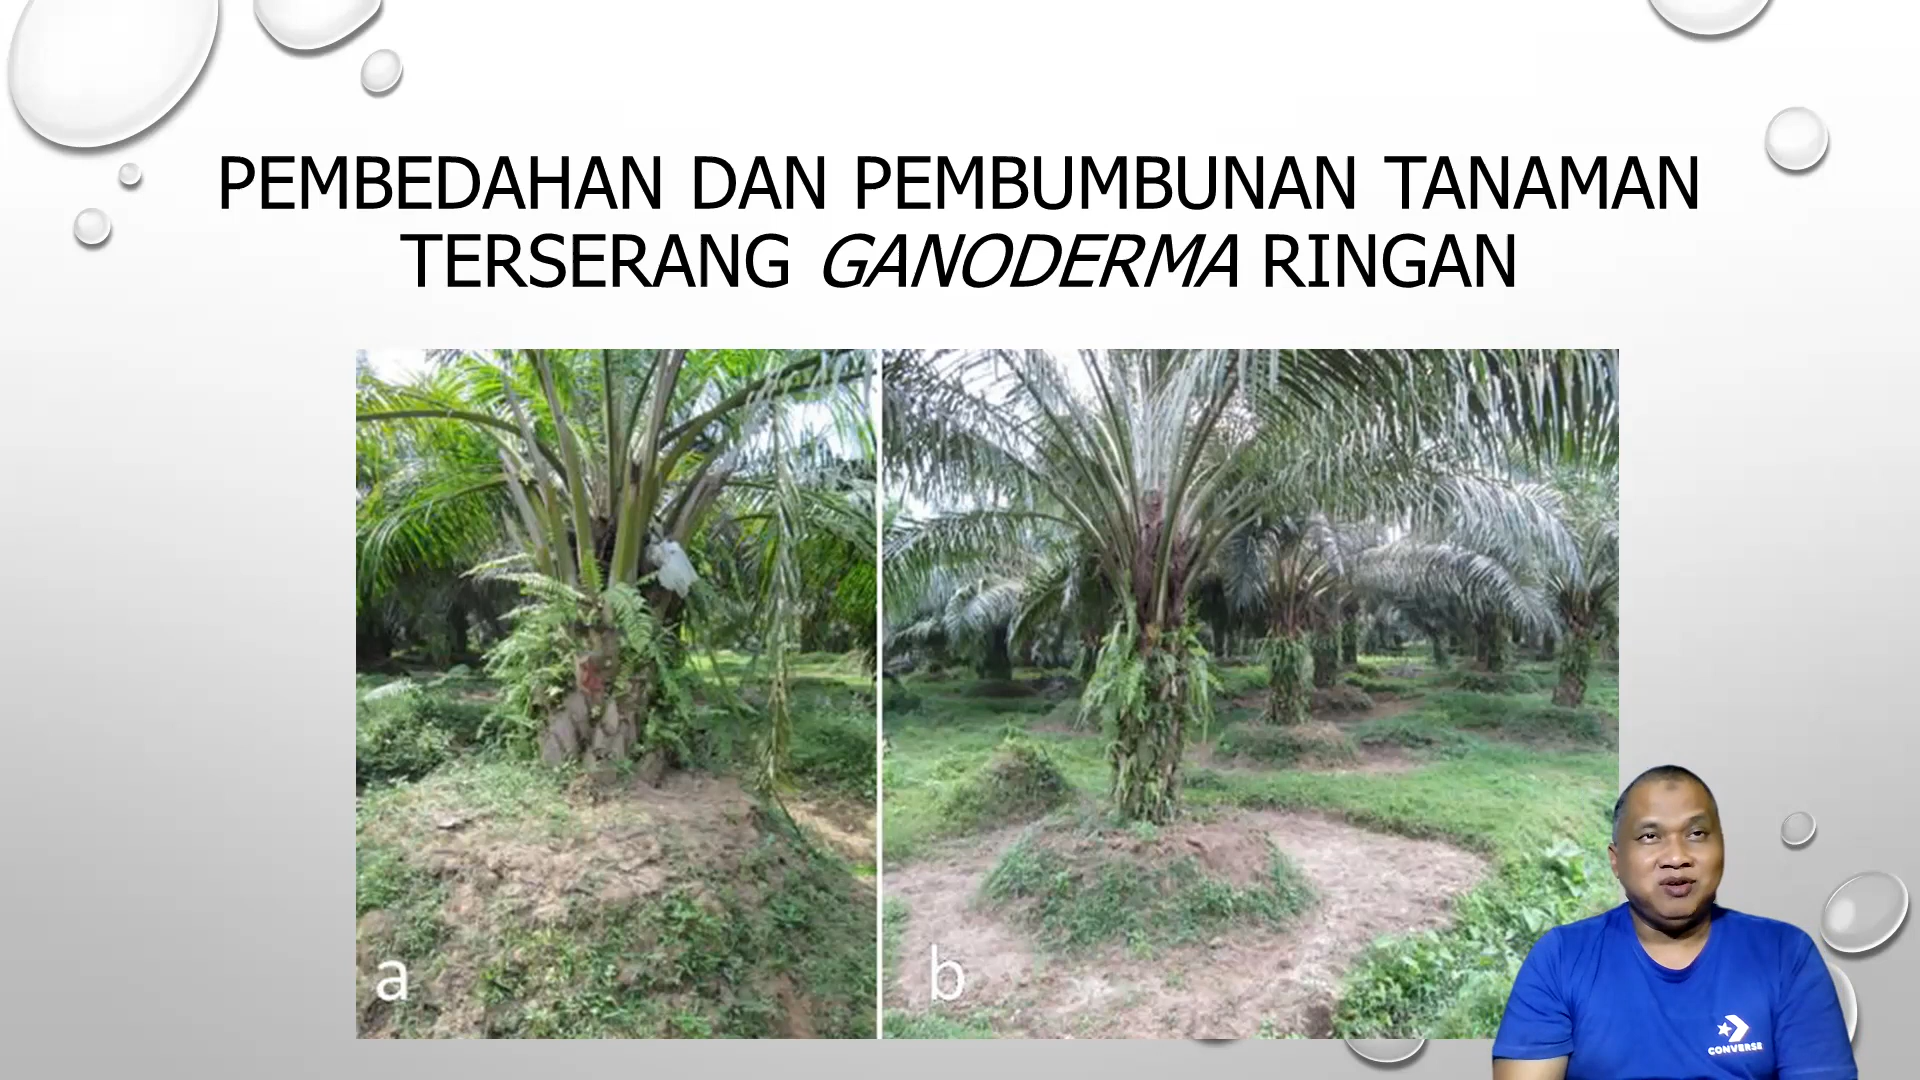 PEMBEDAHAN DAN PEMBUMBUNAN TANAMAN
TERSERANG GANODERMA RINGAN
a
b
CONVERSE